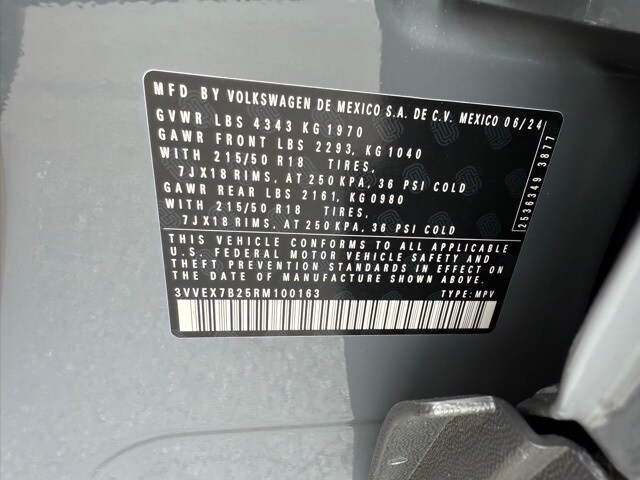 MFD BY VOLKSWAGEN DE MEXICO S.A. DE C.V. MEXICO 06/24
GVWR LBS 4343 KG 1970
GAWR FRONT LBS 2293, KG 1040
WITH 215/50 R18 TIRES,
7JX18 RIMS, AT 250 KPA, 36 PSI COLD
GAWR REAR LBS 2161, KG 0980
WITH 215/50 R18 TIRES,
7JX18 RIMS, AT 250 KPA, 36 PSI COLD
THIS VEHICLE CONFORMS TO ALL APPLICABLE
U.S. FEDERAL MOTOR VEHICLE SAFETY AND
THEFT PREVENTION STANDARDS IN EFFECT ON
THE DATE OF MANUFACTURE SHOWN ABOVE.
3VVEX7B25RM100163 TYPE: MPV
2536349 3877